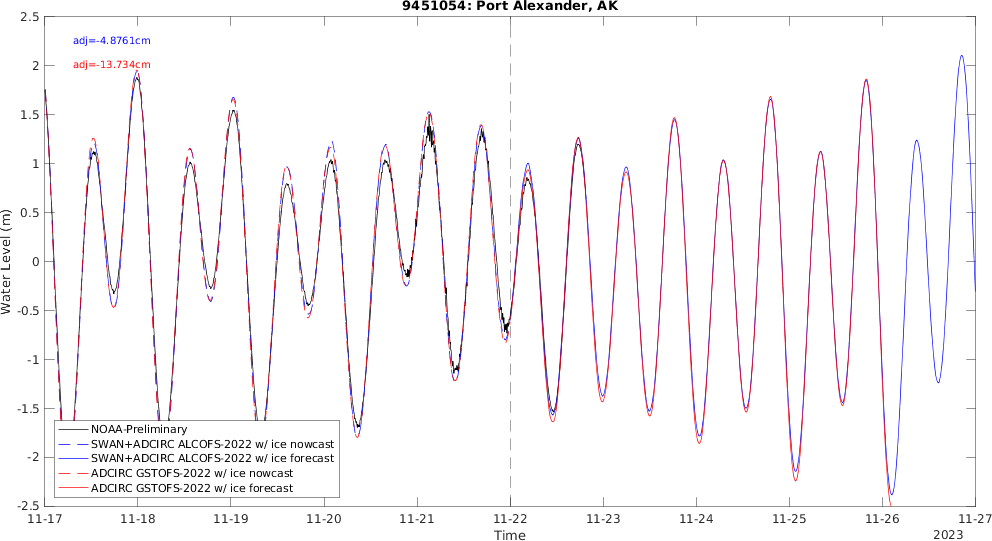 9451054: Port Alexander, AK
adj=-4.8761cm
adj=-13.734cm
2.5
2
1.5
1
0.5
0
-0.5
-1
-1.5
-2
-2.5
Water Level (m)
NOAA-Preliminary
SWAN+ADCIRC ALCOFS-2022 w/ ice nowcast
SWAN+ADCIRC ALCOFS-2022 w/ ice forecast
ADCIRC GSTOFS-2022 w/ ice nowcast
ADCIRC GSTOFS-2022 w/ ice forecast
11-17 11-18 11-19 11-20 11-21 11-22 11-23 11-24 11-25 11-26 11-27
Time
2023